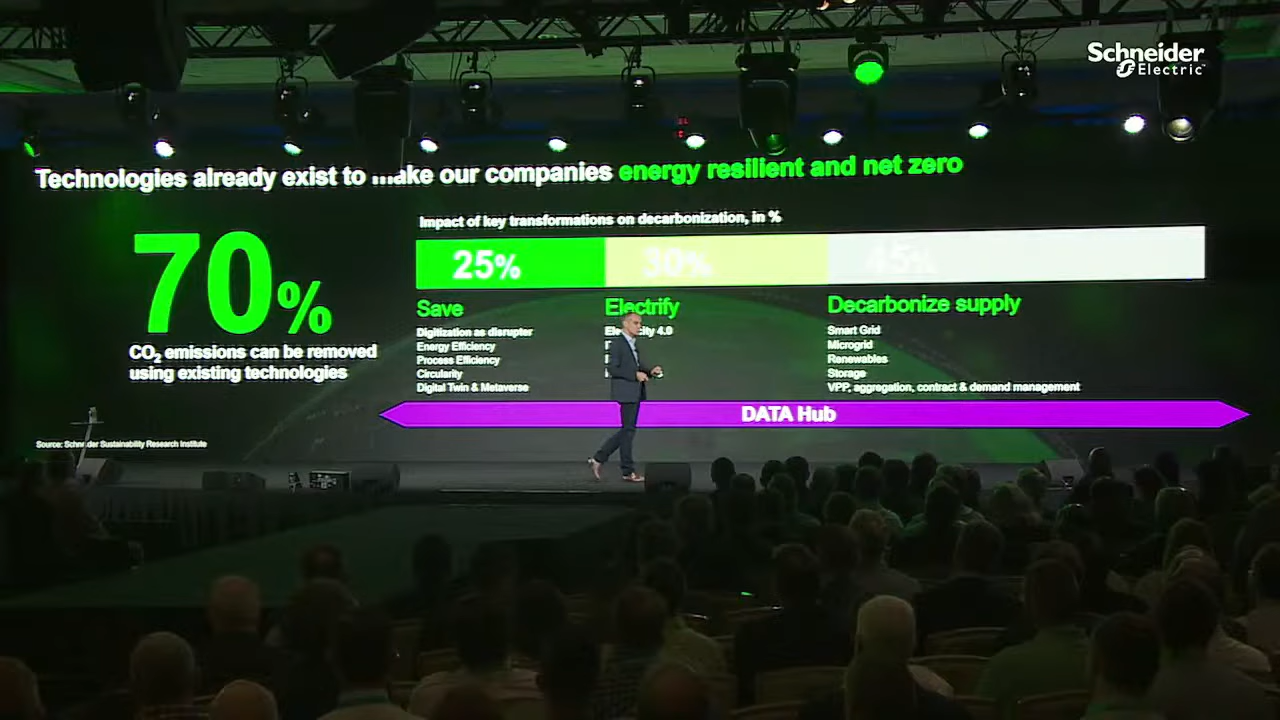 Schneider
Electric
Technologies already exist to make our companies energy resilient and net zero
Impact of key transformations on decarbonization, in %
70%
CO2 emissions can be removed
using existing technologies
25%
30%
45%
Save
Digitization as disrupter
Energy Efficiency
Process Efficiency
Circularity
Digital Twin & Metaverse
Electrify
4.0
Decarbonize supply
Smart Grid
Microgrid
Renewables
Storage
VPP, aggregation, contract & demand management
DATA Hub
Source: Schneider Sustainability Research Institute